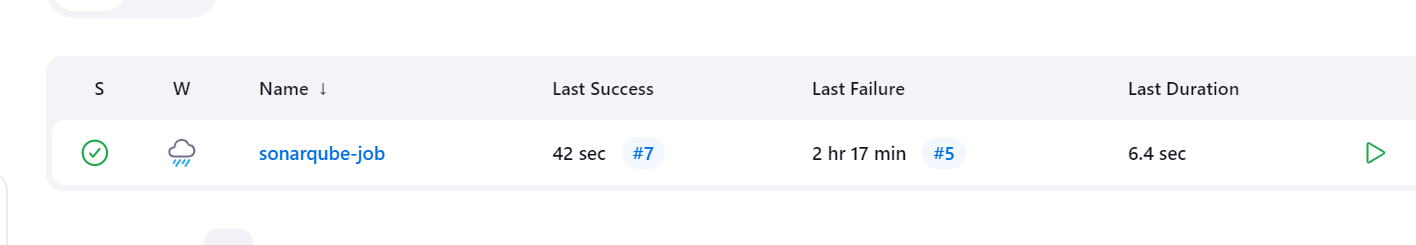 S W Name ↓ Last Success Last Failure Last Duration
sonarqube-job 42 sec #7 2 hr 17 min #5 6.4 sec